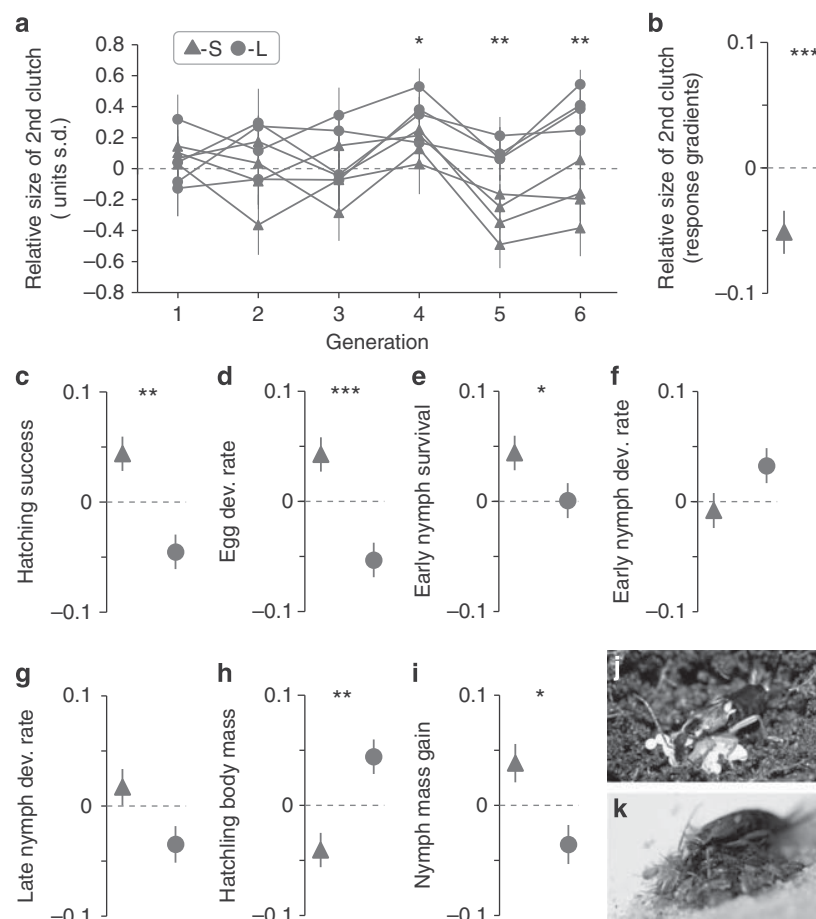 a
Relative size of 2nd clutch
( units s.d.)
0.8
0.6
0.4
0.2
0
–0.2
–0.4
–0.6
–0.8
-S -L
* ** **
1 2 3 4 5 6
Generation
b
Relative size of 2nd clutch
(response gradients)
0.1
0
–0.1
***
c
Hatching success
0.1
0
–0.1
**
d
Egg dev. rate
0.1
0
–0.1
***
e
Early nymph survival
0.1
0
–0.1
*
f
Early nymph dev. rate
0.1
0
–0.1
g
Late nymph dev. rate
0.1
0
–0.1
h
Hatchling body mass
0.1
0
–0.1
**
i
Nymph mass gain
0.1
0
–0.1
*
j
k